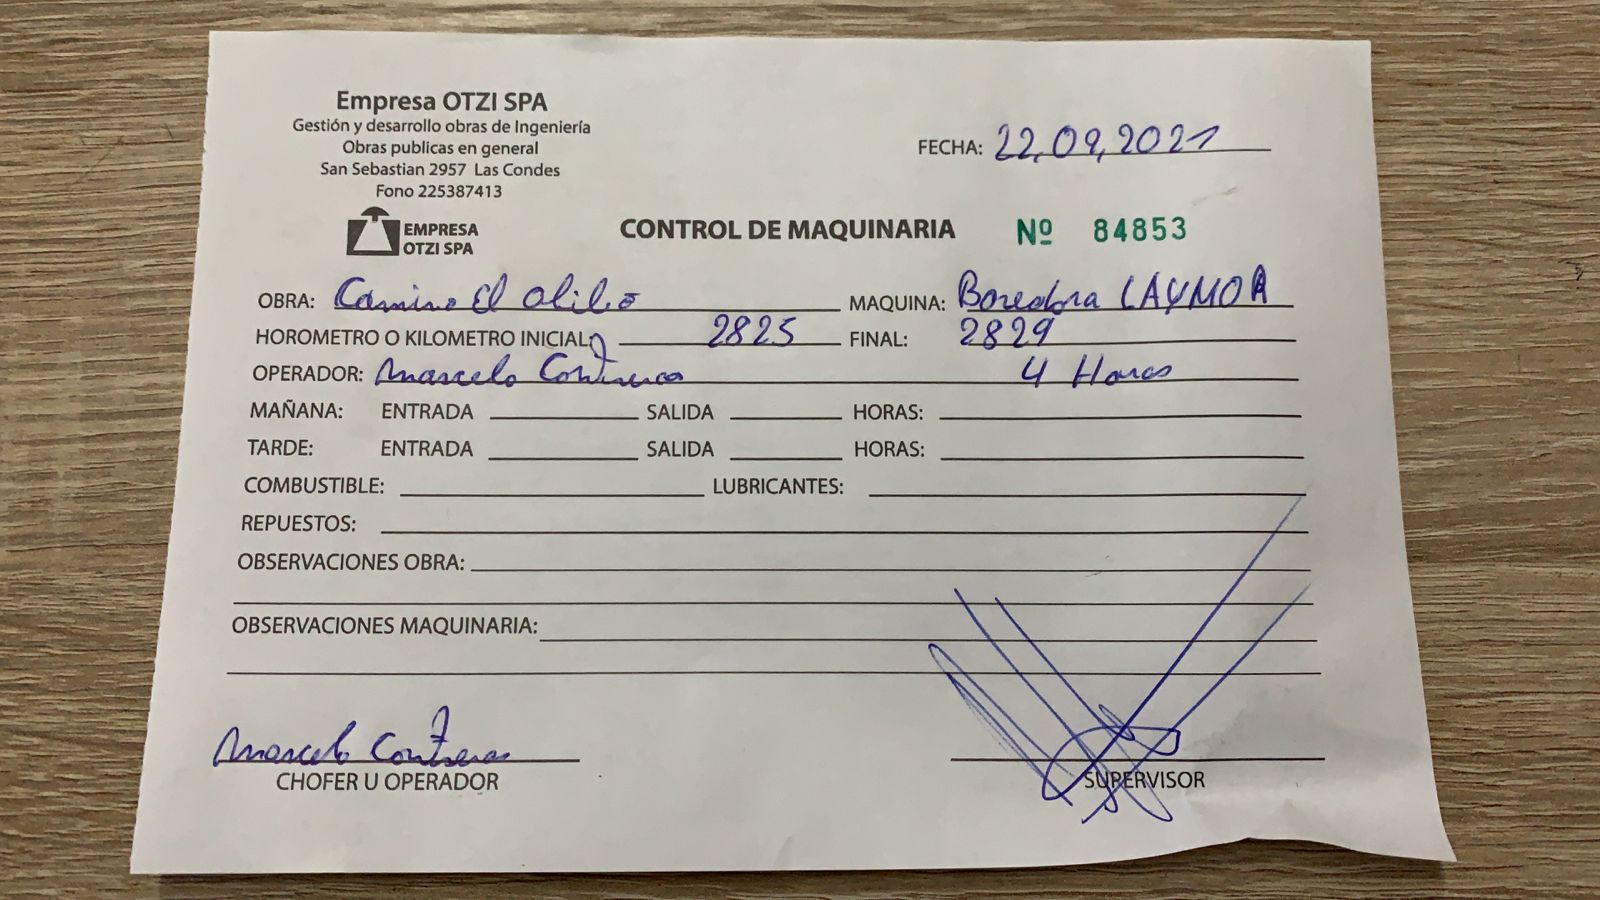 Empresa OTZI SPA
Gestión y desarrollo obras de Ingeniería
Obras publicas en general
San Sebastian 2957 Las Condes
Fono 225387413
FECHA: 22,09,2021
EMPRESA
OTZI SPA
CONTROL DE MAQUINARIA Nº 84853
OBRA: Camino El MAQUINA: LAYMOR
HOROMETRO O KILOMETRO INICIAL: 2825 FINAL: 2829
OPERADOR: Marcelo Contreras 4 Horas
MAÑANA: ENTRADA SALIDA HORAS:
TARDE: ENTRADA SALIDA HORAS:
COMBUSTIBLE: LUBRICANTES:
REPUESTOS:
OBSERVACIONES OBRA:
OBSERVACIONES MAQUINARIA:
Marcelo Contreras
CHOFER U OPERADOR
SUPERVISOR